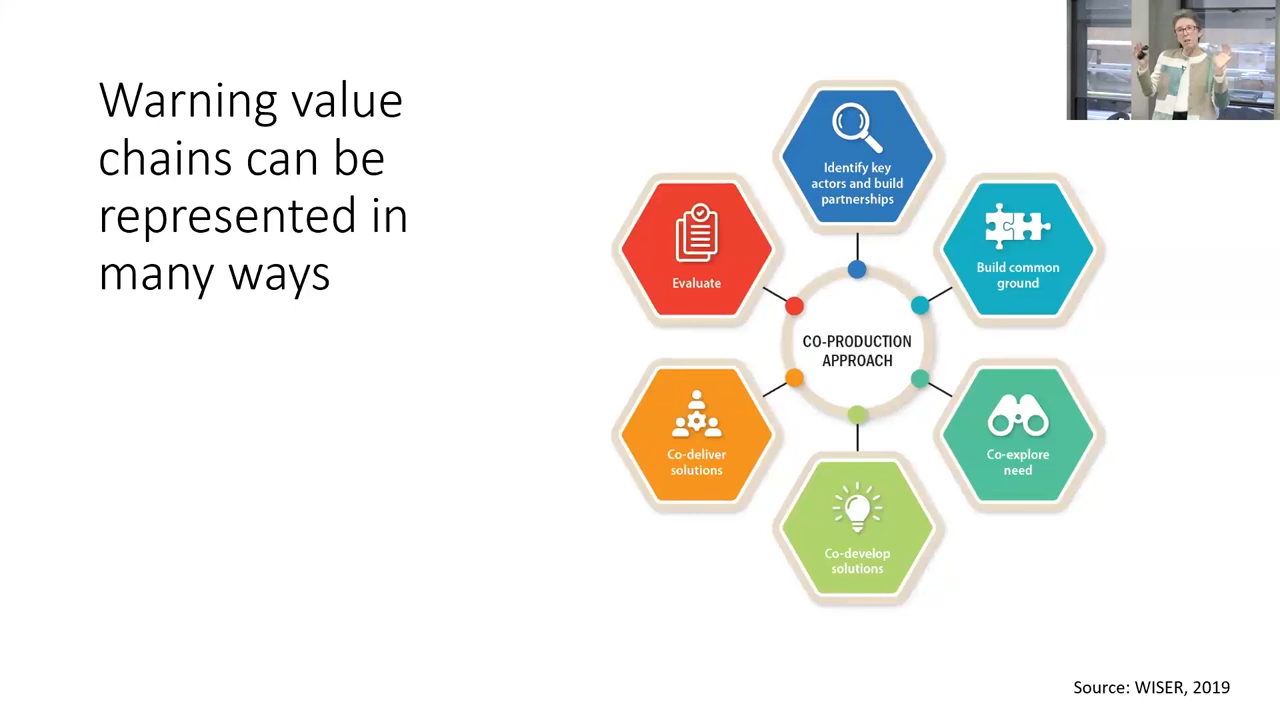 Warning value
chains can be
represented in
many ways
Identify key
actors and build
partnerships
Build common
ground
Co-explore
need
Co-develop
solutions
Co-deliver
solutions
Evaluate
CO-PRODUCTION
APPROACH
Source: WISER, 2019